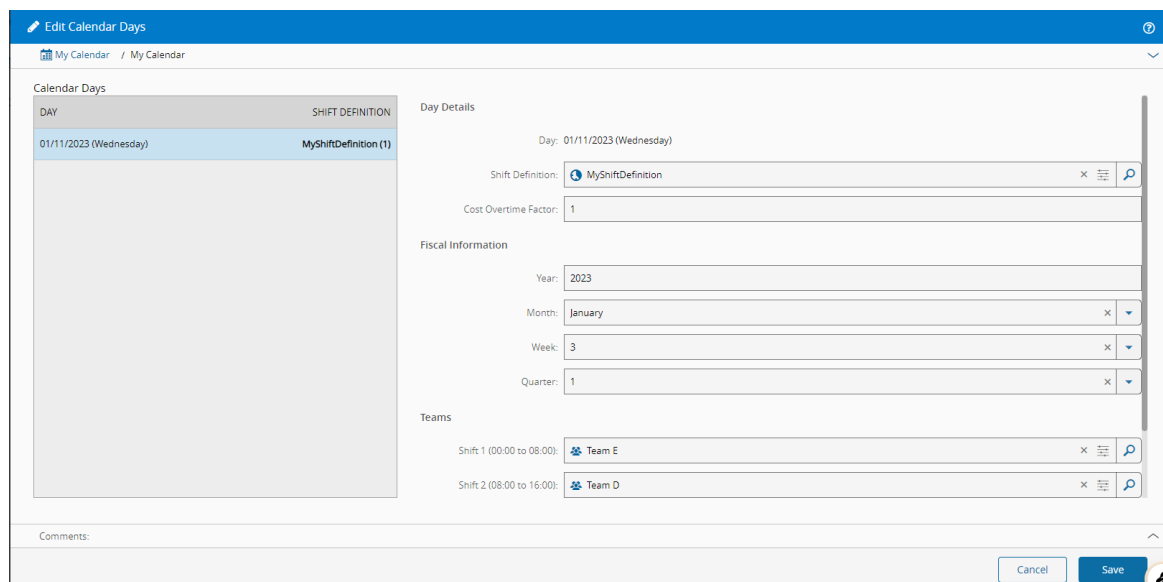 Edit Calendar Days
My Calendar / My Calendar
Calendar Days
DAY SHIFT DEFINITION
01/11/2023 (Wednesday) MyShiftDefinition (1)
Day Details
Day: 01/11/2023 (Wednesday)
Shift Definition: MyShiftDefinition
Cost Overtime Factor: 1
Fiscal Information
Year: 2023
Month: January
Week: 3
Quarter: 1
Teams
Shift 1 (00:00 to 08:00): Team E
Shift 2 (08:00 to 16:00): Team D
Comments:
Cancel Save